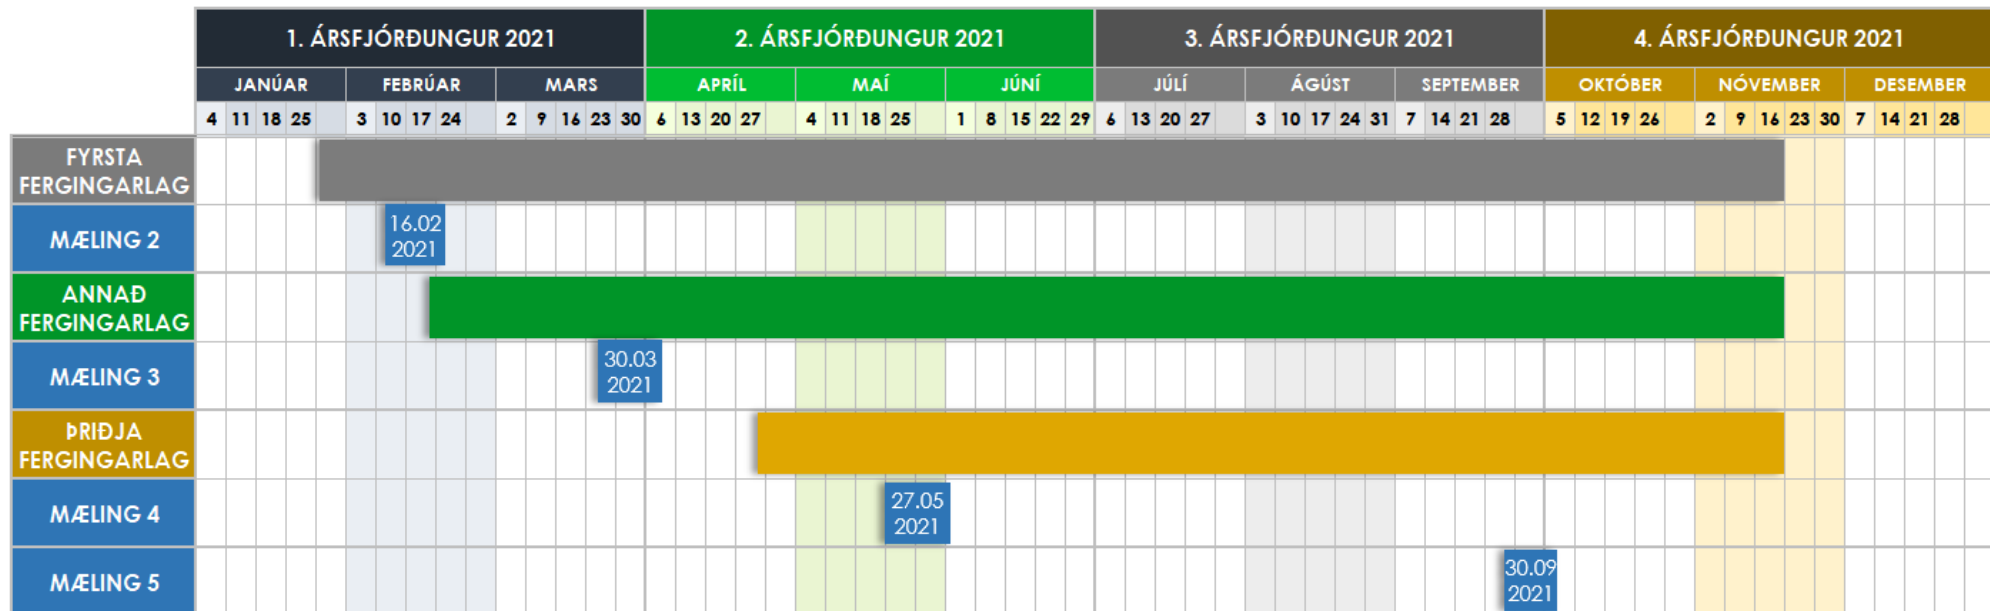 1. ÁRSFJÓRÐUNGUR 2021 2. ÁRSFJÓRÐUNGUR 2021 3. ÁRSFJÓRÐUNGUR 2021 4. ÁRSFJÓRÐUNGUR 2021
JANÚAR FEBRÚAR MARS APRÍL MAÍ JÚNÍ JÚLÍ ÁGÚST SEPTEMBER OKTÓBER NÓVEMBER DESEMBER
4 11 18 25 3 10 17 24 2 9 16 23 30 6 13 20 27 4 11 18 25 1 8 15 22 29 6 13 20 27 3 10 17 24 31 7 14 21 28 5 12 19 26 2 9 16 23 30 7 14 21 28
FYRSTA
FERGINGARLAG
MÆLING 2
16.02
2021
ANNAÐ
FERGINGARLAG
MÆLING 3
30.03
2021
ÞRIÐJA
FERGINGARLAG
MÆLING 4
27.05
2021
MÆLING 5
30.09
2021